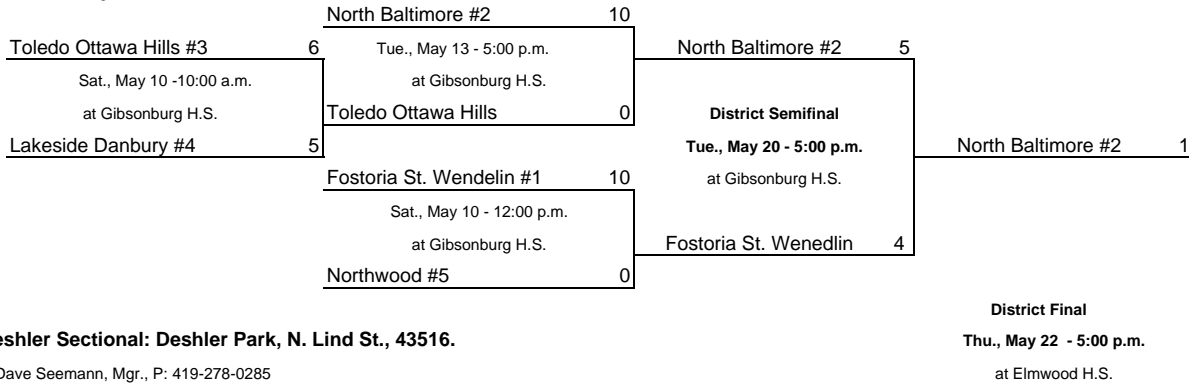 North Baltimore #2 10
Toledo Ottawa Hills #3 6 Tue., May 13 - 5:00 p.m. North Baltimore #2 5
Sat., May 10 -10:00 a.m. at Gibsonburg H.S.
at Gibsonburg H.S. Toledo Ottawa Hills 0 District Semifinal
Lakeside Danbury #4 5 Tue., May 20 - 5:00 p.m. North Baltimore #2 1
Fostoria St. Wendelin #1 10 at Gibsonburg H.S.
Sat., May 10 - 12:00 p.m.
at Gibsonburg H.S. Fostoria St. Wenedlin 4
Northwood #5 0
District Final
eshler Sectional: Deshler Park, N. Lind St., 43516. Thu., May 22 - 5:00 p.m.
Dave Seemann, Mgr., P: 419-278-0285 at Elmwood H.S.